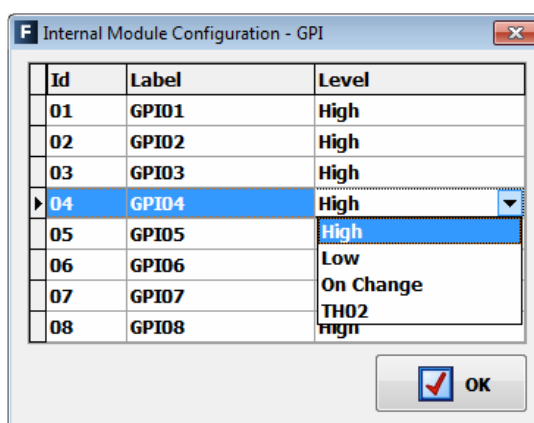 F Internal Module Configuration - GPI
Id Label Level
01 GPI01 High
02 GPI02 High
03 GPI03 High
04 GPI04 High
05 GPI05 High
06 GPI06 Low
07 GPI07 On Change
TH02
08 GPI08 High
OK